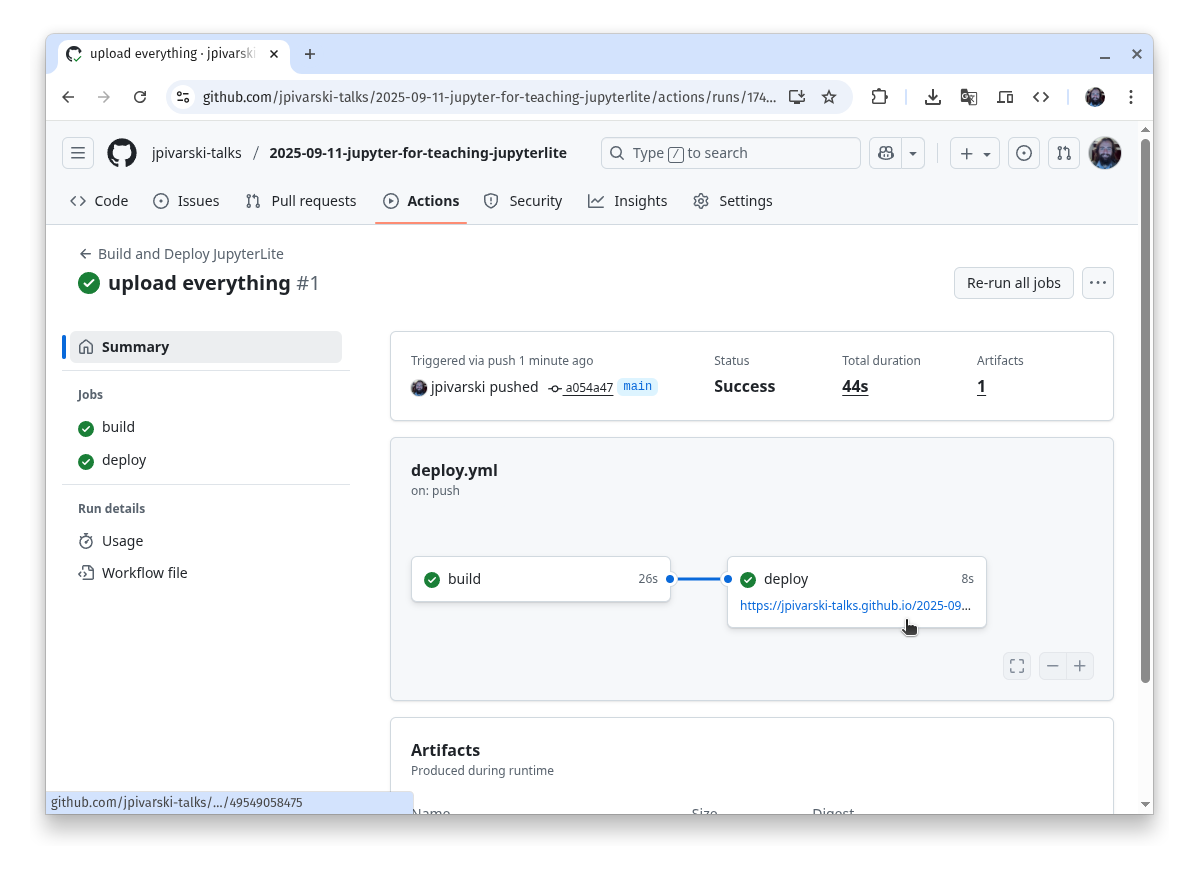 upload everything · jpivarski
github.com/jpivarski-talks/2025-09-11-jupyter-for-teaching-jupyterlite/actions/runs/174...
jpivarski-talks / 2025-09-11-jupyter-for-teaching-jupyterlite
Type / to search
Code Issues Pull requests Actions Security Insights Settings
Build and Deploy JupyterLite
upload everything #1
Re-run all jobs
Summary
Jobs
build
deploy
Run details
Usage
Workflow file
Triggered via push 1 minute ago
jpivarski pushed a054a47 main
Status
Success
Total duration
44s
Artifacts
1
deploy.yml
on: push
build 26s
deploy 8s
https://jpivarski-talks.github.io/2025-09...
Artifacts
Produced during runtime
Name Size Digest
github.com/jpivarski-talks/.../49549058475